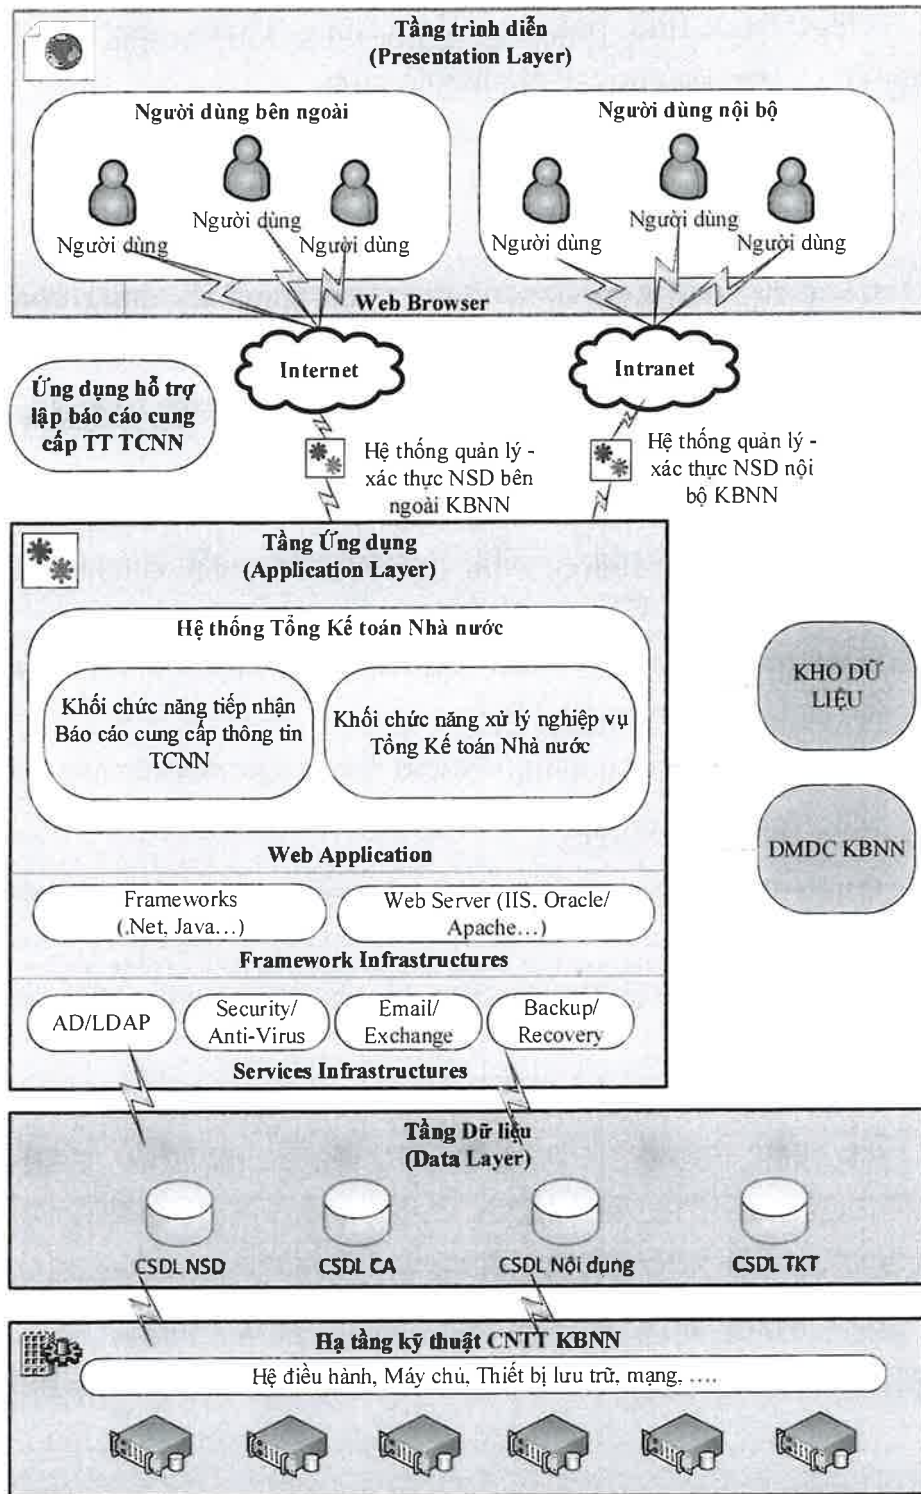 Tầng trình diễn
(Presentation Layer)
Người dùng bên ngoài
Người dùng
Người dùng
Người dùng
Người dùng nội bộ
Người dùng
Người dùng
Người dùng
Web Browser
Internet
Intranet
Ứng dụng hỗ trợ
lập báo cáo cung
cấp TT TCNN
Hệ thống quản lý -
xác thực NSD bên
ngoài KBNN
Hệ thống quản lý -
xác thực NSD nội
bộ KBNN
Tầng Ứng dụng
(Application Layer)
Hệ thống Tổng Kế toán Nhà nước
Khối chức năng tiếp nhận
Báo cáo cung cấp thông tin
TCNN
Khối chức năng xử lý nghiệp vụ
Tổng Kế toán Nhà nước
KHO DỮ
LIỆU
DMDC KBNN
Web Application
Frameworks
(.Net, Java...)
Web Server (IIS, Oracle/
Apache...)
Framework Infrastructures
AD/LDAP
Security/
Anti-Virus
Email/
Exchange
Backup/
Recovery
Services Infrastructures
Tầng Dữ liệu
(Data Layer)
CSDL NSD
CSDL CA
CSDL Nội dung
CSDL TKT
Hạ tầng kỹ thuật CNTT KBNN
Hệ điều hành, Máy chủ, Thiết bị lưu trữ, mạng, ....